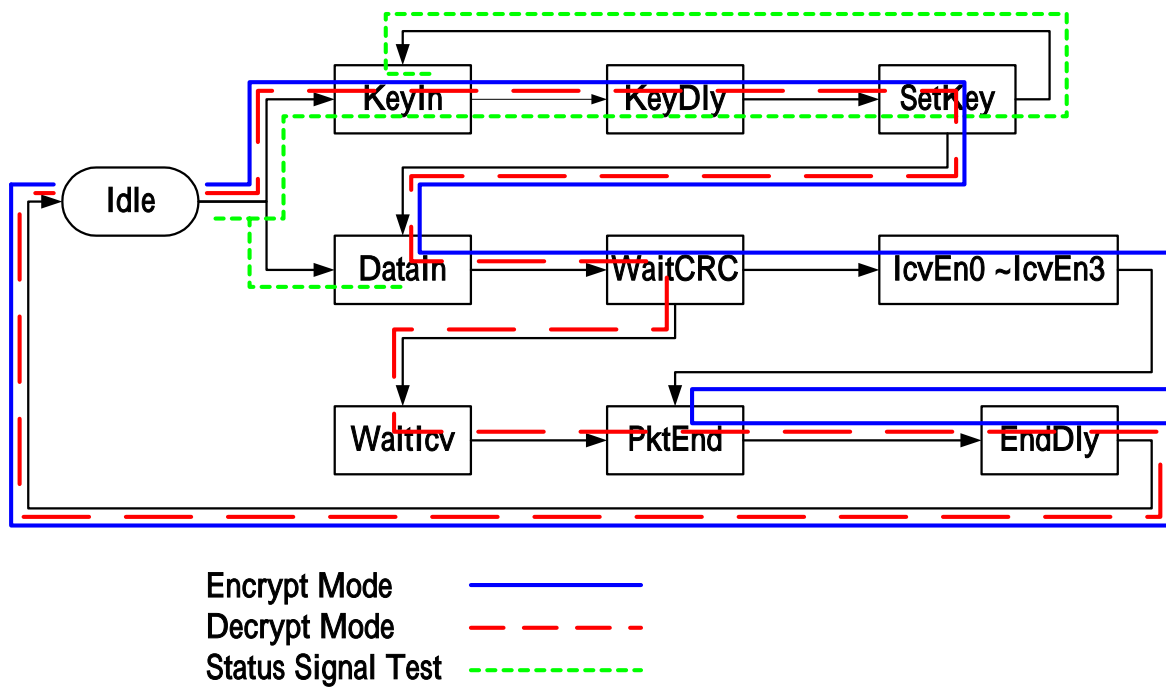 KeyIn
KeyDly
SetKey
Idle
DataIn
WaitCRC
IcvEn0 ~IcvEn3
WaitIcv
PktEnd
EndDly
Encrypt Mode
Decrypt Mode
Status Signal Test